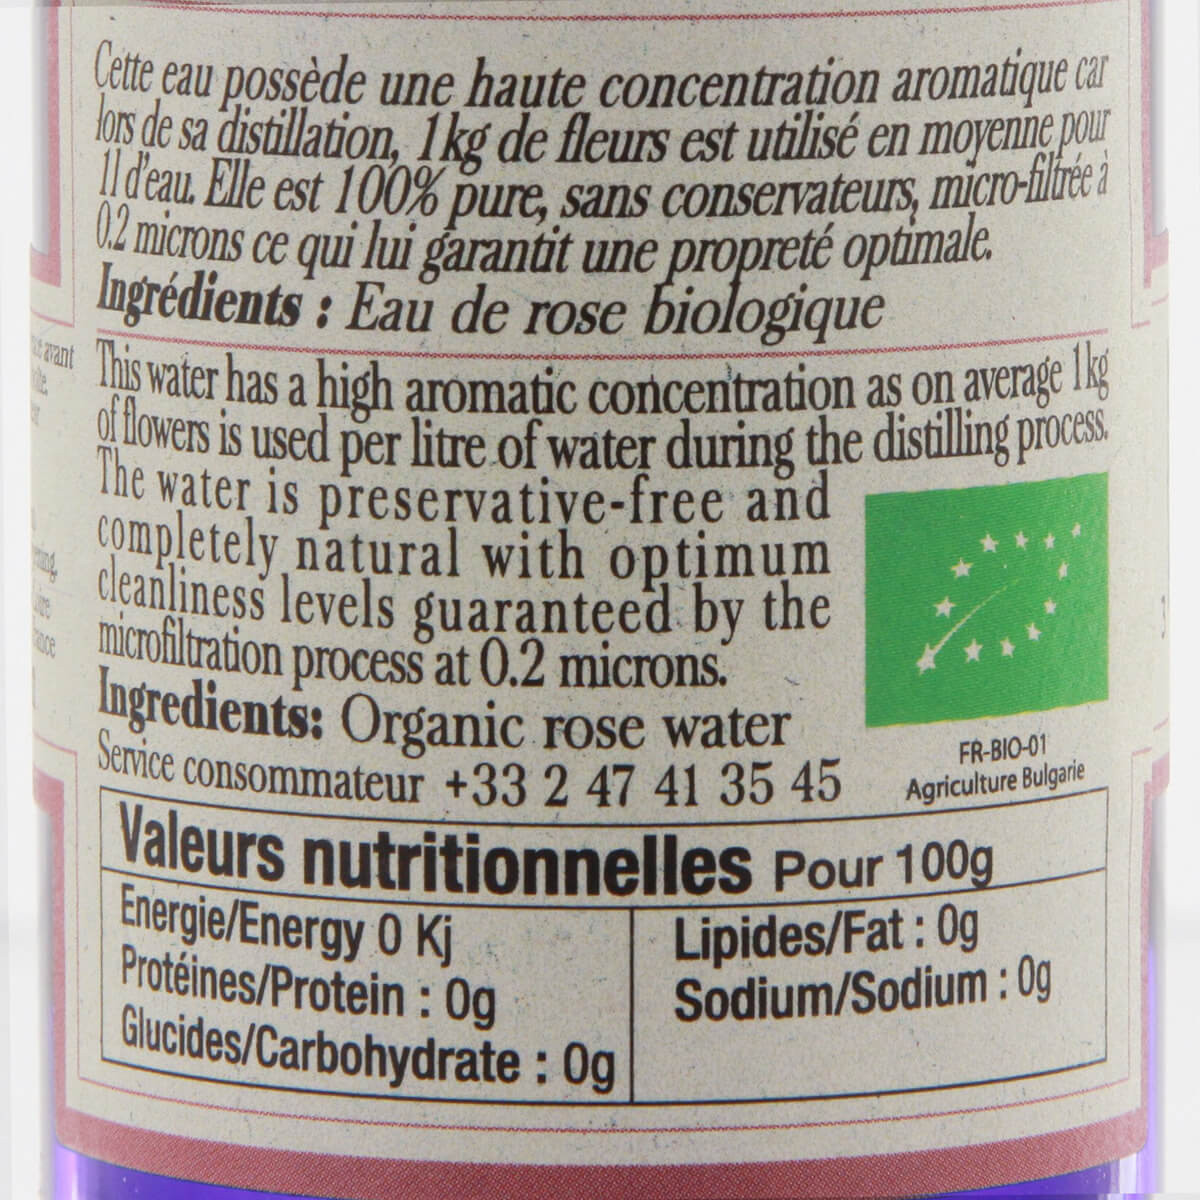 Cette eau possède une haute concentration aromatique car
lors de sa distillation, 1kg de fleurs est utilisé en moyenne pour
1l d'eau. Elle est 100% pure, sans conservateurs, micro-filtrée à
0.2 microns ce qui lui garantit une propreté optimale.
Ingrédients : Eau de rose biologique
avant
This water has a high aromatic concentration as on average 1kg
of flowers is used per litre of water during the distilling process.
The water is preservative-free and
completely natural with optimum
cleanliness levels guaranteed by the
microfiltration process at 0.2 microns.
Ingredients: Organic rose water
Service consommateur +33 2 47 41 35 45
FR-BIO-01
Agriculture Bulgarie
Valeurs nutritionnelles Pour 100g
Energie/Energy 0 Kj
Protéines/Protein : 0g
Glucides/Carbohydrate : 0g
Lipides/Fat : 0g
Sodium/Sodium : 0g